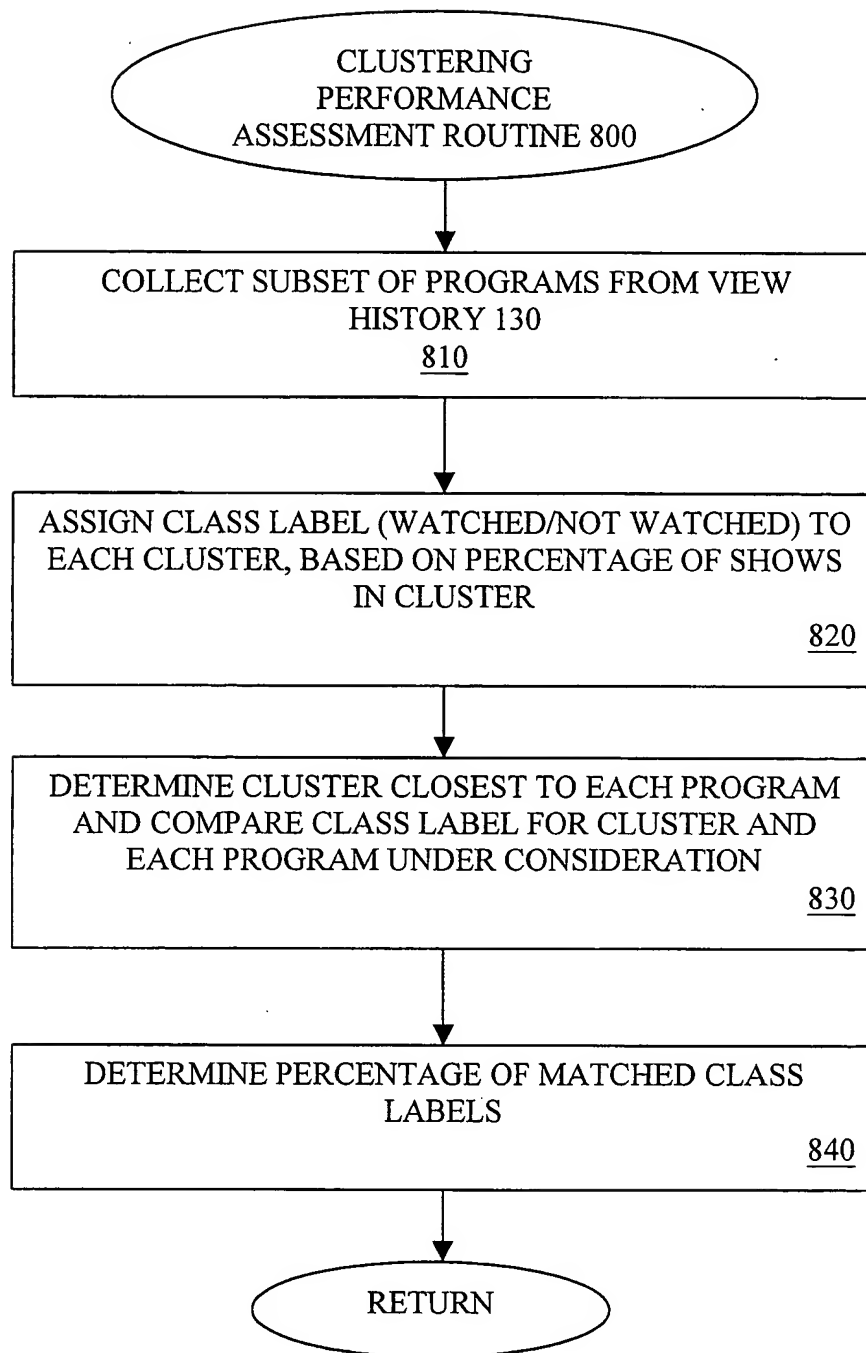 CLUSTERING
PERFORMANCE
ASSESSMENT ROUTINE 800
COLLECT SUBSET OF PROGRAMS FROM VIEW
HISTORY 130
810
ASSIGN CLASS LABEL (WATCHED/NOT WATCHED) TO
EACH CLUSTER, BASED ON PERCENTAGE OF SHOWS
IN CLUSTER
820
DETERMINE CLUSTER CLOSEST TO EACH PROGRAM
AND COMPARE CLASS LABEL FOR CLUSTER AND
EACH PROGRAM UNDER CONSIDERATION
830
DETERMINE PERCENTAGE OF MATCHED CLASS
LABELS
840
RETURN